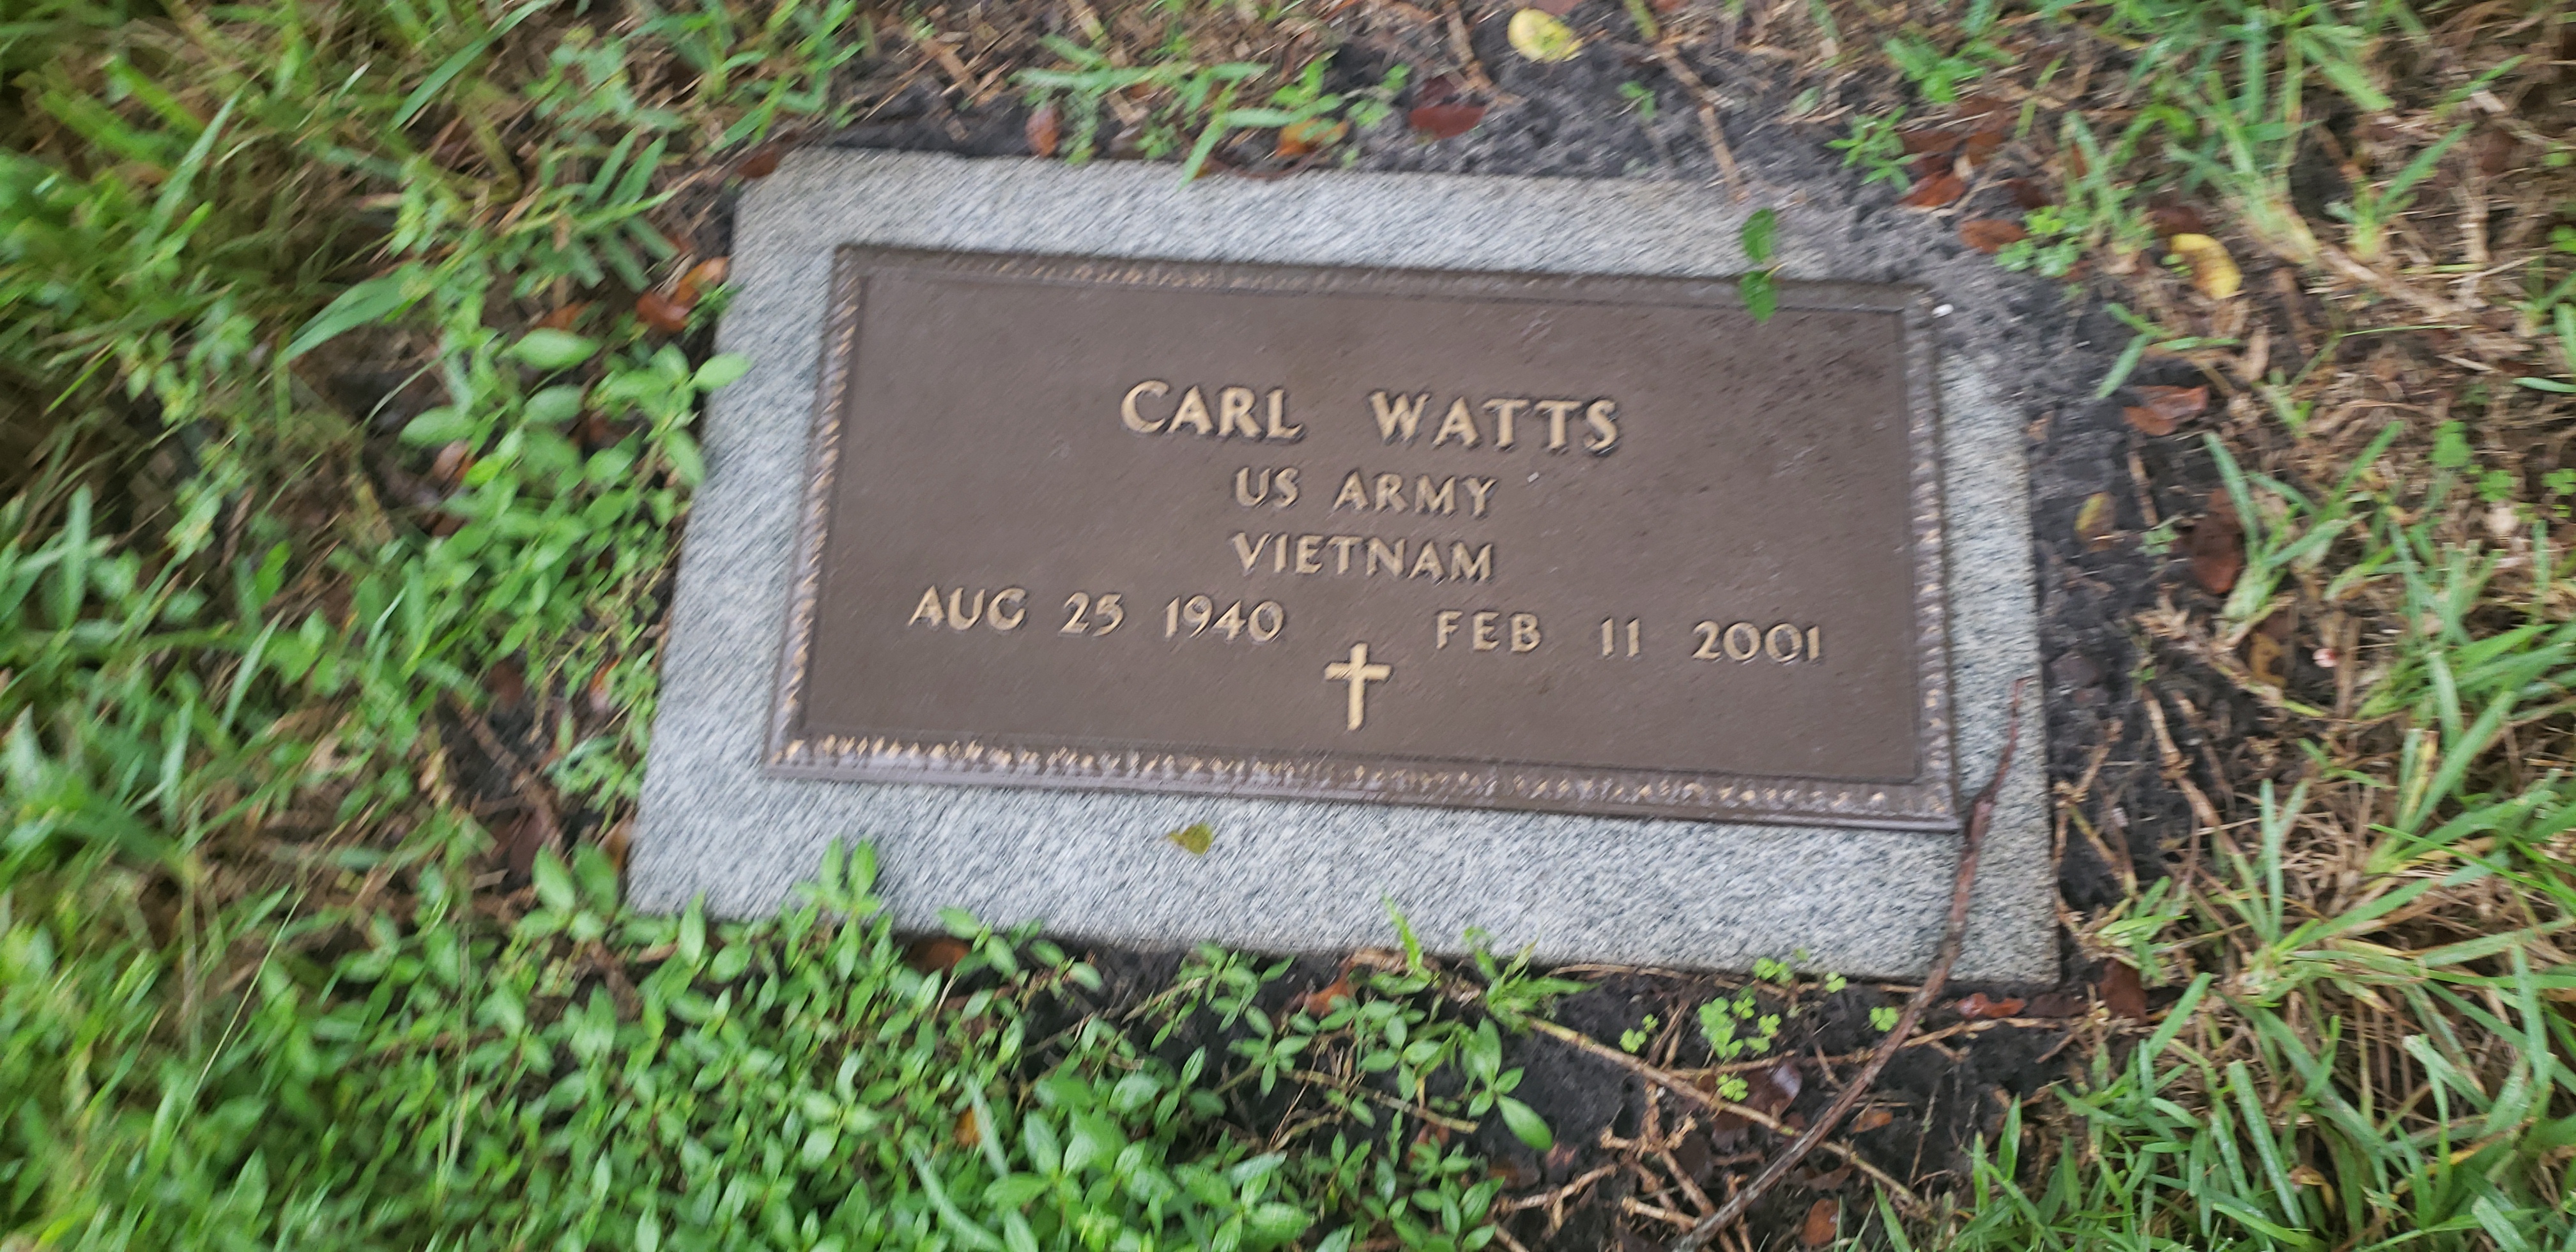 CARL WATTS
US ARMY
VIETNAM
AUG 25 1940 FEB 11 2001